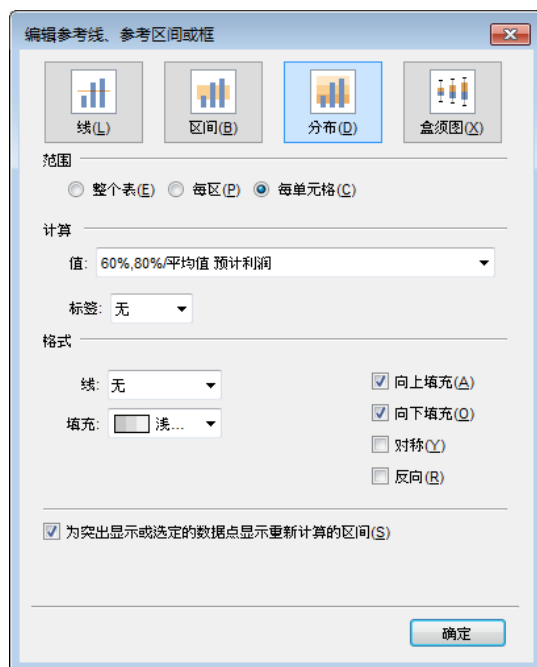 编辑参考线、参考区间或框
线(L) 区间(B) 分布(D) 盒须图(X)
范围
整个表(E) 每区(P) 每单元格(C)
计算
值: 60%,80%/平均值 预计利润
标签: 无
格式
线: 无
向上填充(A)
填充: 浅...
向下填充(O)
对称(Y)
反向(R)
为突出显示或选定的数据点显示重新计算的区间(S)
确定